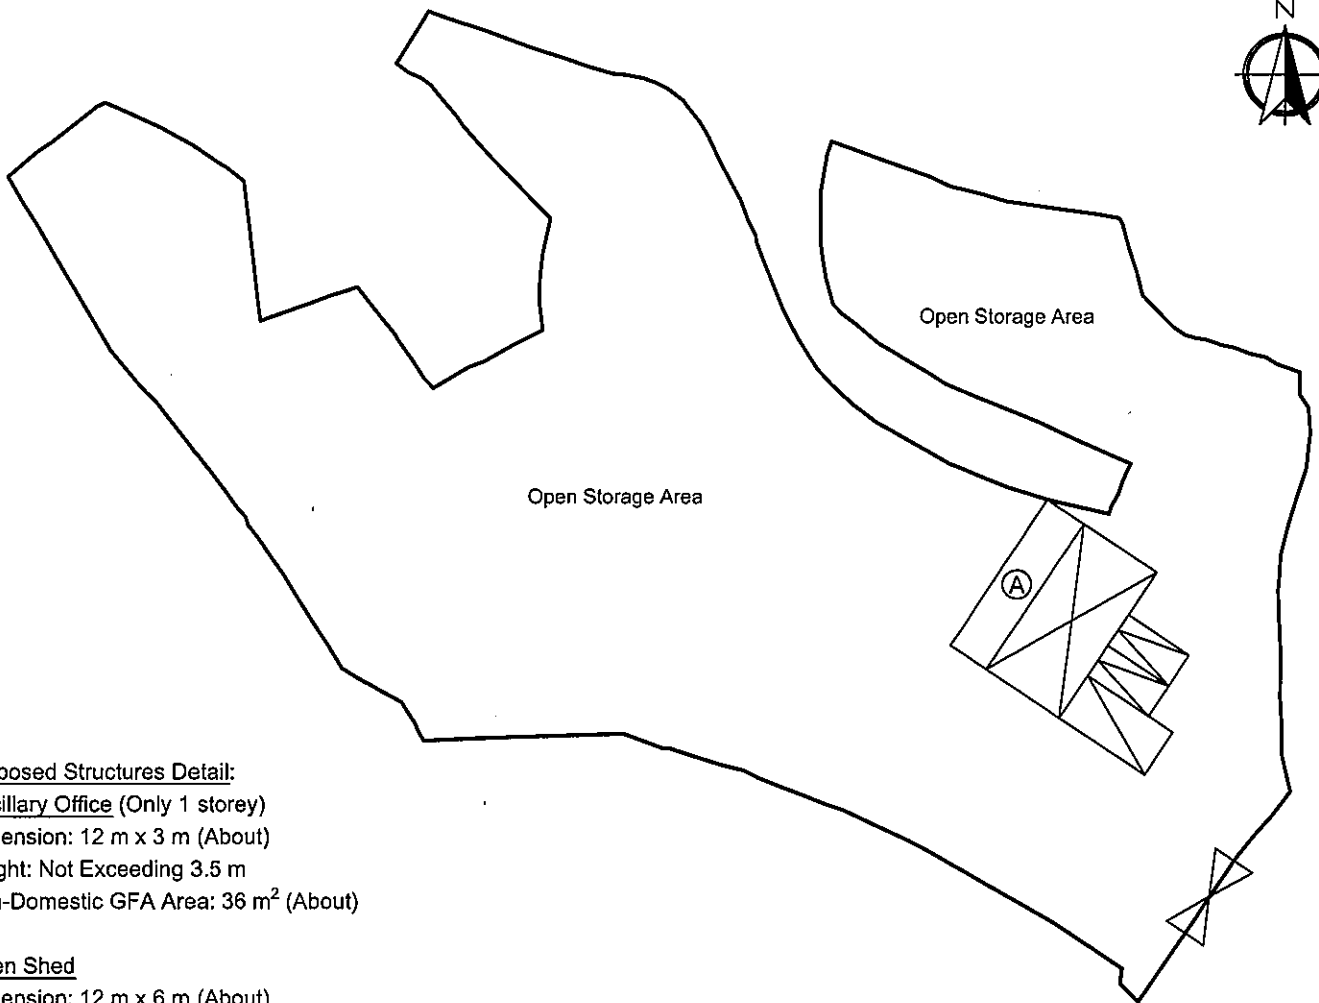 N
Open Storage Area
Open Storage Area
A
posed Structures Detail:
cillary Office (Only 1 storey)
ension: 12 m x 3 m (About)
ght: Not Exceeding 3.5 m
-Domestic GFA Area: 36 m² (About)
en Shed
ension: 12 m x 6 m (About)